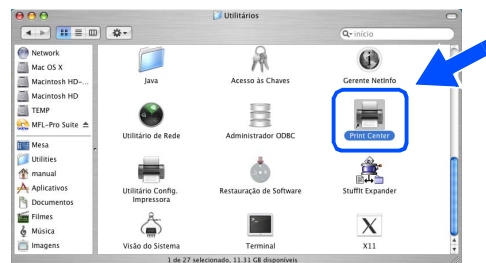 Utilitários
Q- início
Network
Mac OS X
Macintosh HD-...
Macintosh HD
TEMP
MFL-Pro Suite
Mesa
Utilities
manual
Aplicativos
Documentos
Filmes
Música
Imagens
Java
Acesso às Chaves
Gerente NetInfo
Utilitário de Rede
Administrador ODBC
Print Center
Utilitário Config.
Impressora
Restauração de Software
StuffIt Expander
Visão do Sistema
Terminal
X11
1 de 27 selecionado, 11.31 GB disponíveis